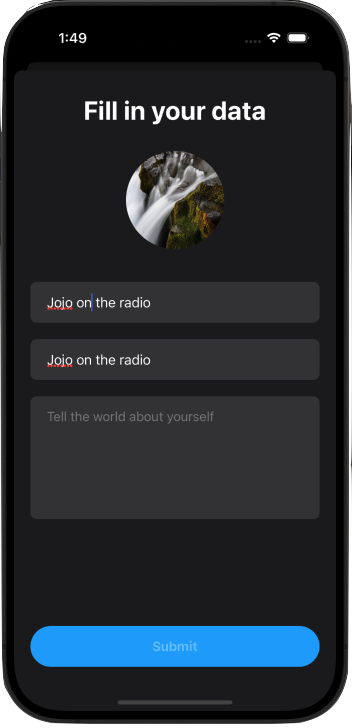 1:49
Fill in your data
Jojo on the radio
Jojo on the radio
Tell the world about yourself
Submit